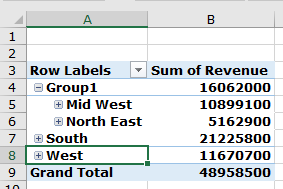 A B
1
2
3 Row Labels Sum of Revenue
4 Group1 16062000
5 Mid West 10899100
6 North East 5162900
7 South 21225800
8 West 11670700
9 Grand Total 48958500
10